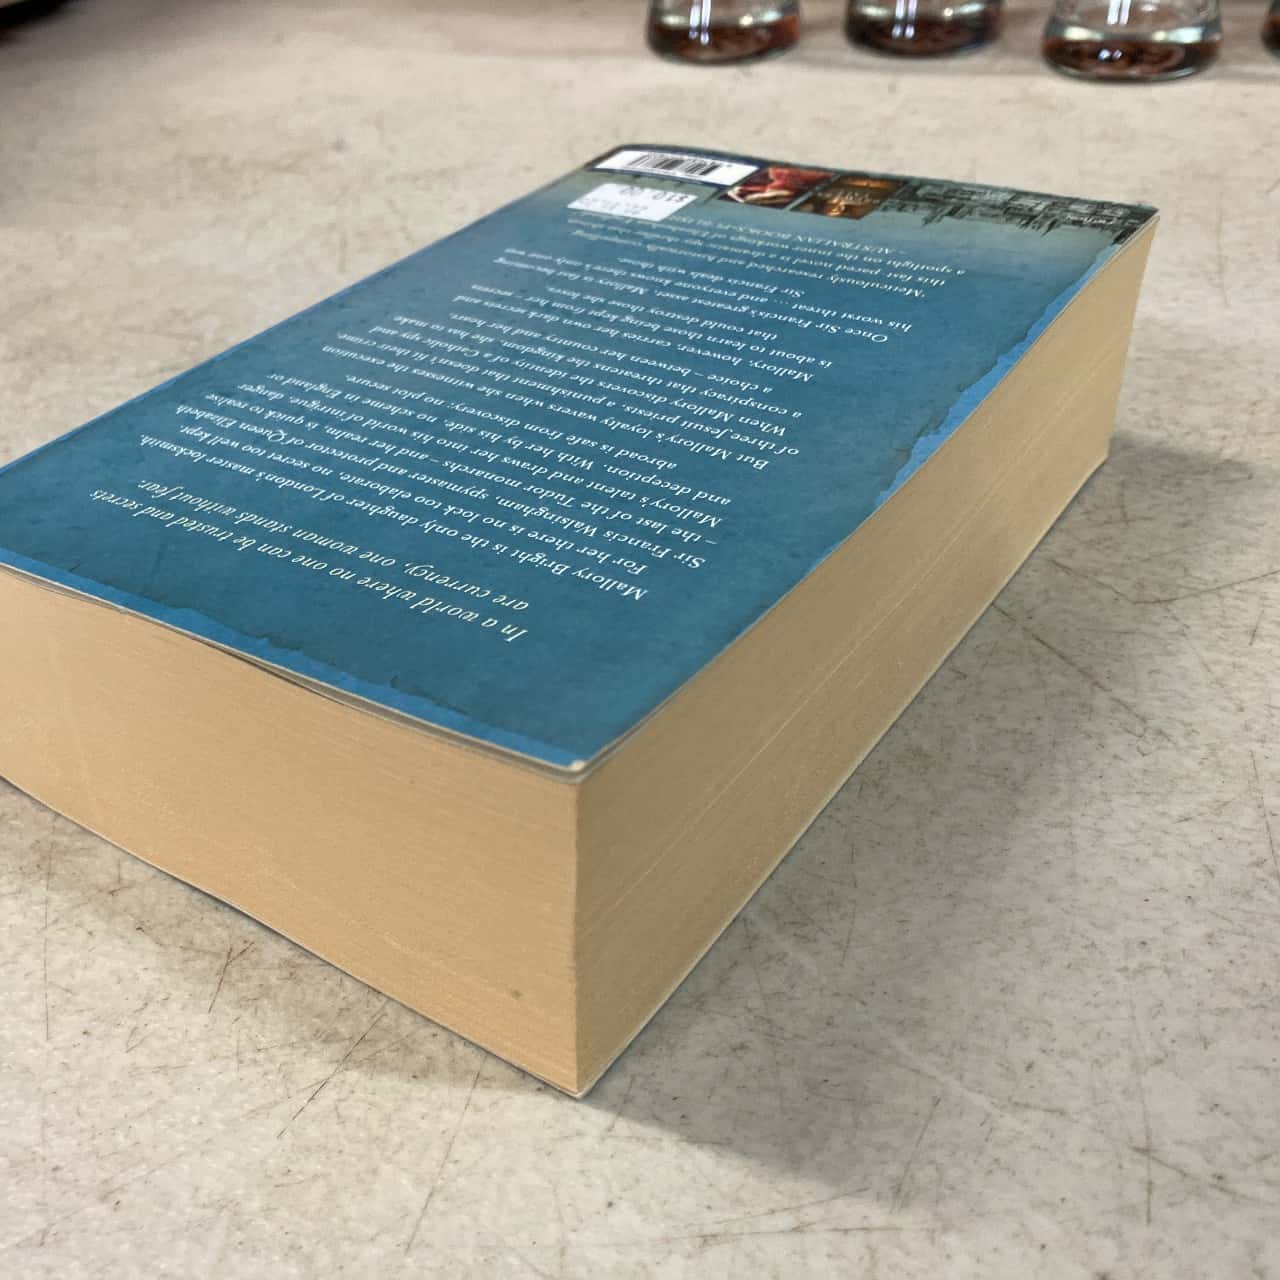 In a world where no one can be trusted and secrets
are currency, one woman stands without fear.
Mallory Bright is the only daughter of London's master locksmith.
For her there is no lock too elaborate, no secret too well kept.
Sir Francis Walsingham, spymaster and protector of Queen Elizabeth
– the last of the Tudor monarchs – and her realm, is quick to realise
Mallory's talent and draws her into his world of intrigue, danger
and deception. With her by his side, no scheme in England or
abroad is safe from discovery; no plot secure.
But Mallory's loyalty wavers when she witnesses the execution
of three Jesuit priests, a punishment that doesn't fit their crime.
When Mallory discovers the identity of a Catholic spy and
a conspiracy that threatens the kingdom, she has to make
a choice – between her country and her heart.
Mallory, however, carries her own dark secrets and
is about to learn those being kept from her – secrets
that could destroy those she loves.
Once Sir Francis's greatest asset, Mallory is fast becoming
his worst threat ... and everyone knows there's only one way
Sir Francis deals with those.
'Meticulously researched and
this fast paced novel is a
a spotlight on the inner workings of
– AUSTRALIAN BOOKS+PUBLISHING
$10.00